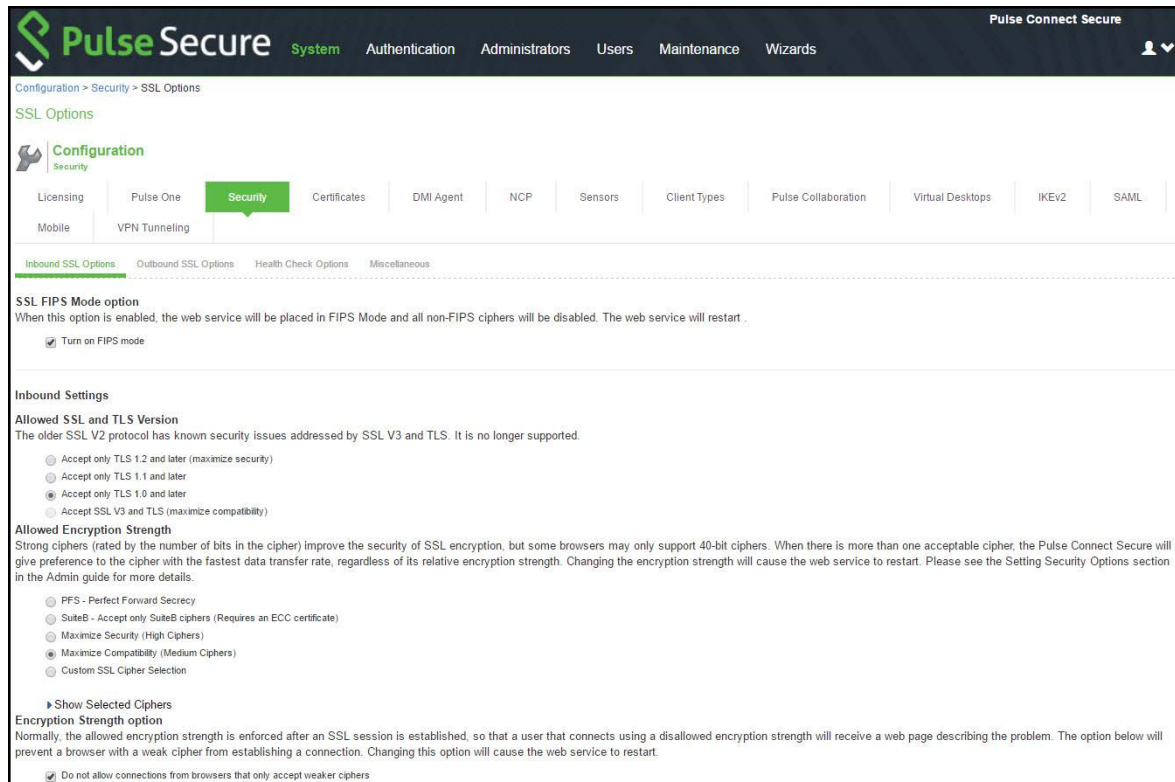 Pulse Connect Secure
Pulse Secure
System Authentication Administrators Users Maintenance Wizards
Configuration > Security > SSL Options
SSL Options
Configuration
Security
Licensing Pulse One Security Certificates DMI Agent NCP Sensors Client Types Pulse Collaboration Virtual Desktops IKEv2 SAML
Mobile VPN Tunneling
Inbound SSL Options Outbound SSL Options Health Check Options Miscellaneous
SSL FIPS Mode option
When this option is enabled, the web service will be placed in FIPS Mode and all non-FIPS ciphers will be disabled. The web service will restart .
Turn on FIPS mode
Inbound Settings
Allowed SSL and TLS Version
The older SSL V2 protocol has known security issues addressed by SSL V3 and TLS. It is no longer supported.
Accept only TLS 1.2 and later (maximize security)
Accept only TLS 1.1 and later
Accept only TLS 1.0 and later
Accept SSL V3 and TLS (maximize compatibility)
Allowed Encryption Strength
Strong ciphers (rated by the number of bits in the cipher) improve the security of SSL encryption, but some browsers may only support 40-bit ciphers. When there is more than one acceptable cipher, the Pulse Connect Secure will
give preference to the cipher with the fastest data transfer rate, regardless of its relative encryption strength. Changing the encryption strength will cause the web service to restart. Please see the Setting Security Options section
in the Admin guide for more details.
PFS - Perfect Forward Secrecy
SuiteB - Accept only SuiteB ciphers (Requires an ECC certificate)
Maximize Security (High Ciphers)
Maximize Compatibility (Medium Ciphers)
Custom SSL Cipher Selection
Show Selected Ciphers
Encryption Strength option
Normally, the allowed encryption strength is enforced after an SSL session is established, so that a user that connects using a disallowed encryption strength will receive a web page describing the problem. The option below will
prevent a browser with a weak cipher from establishing a connection. Changing this option will cause the web service to restart.
Do not allow connections from browsers that only accept weaker ciphers